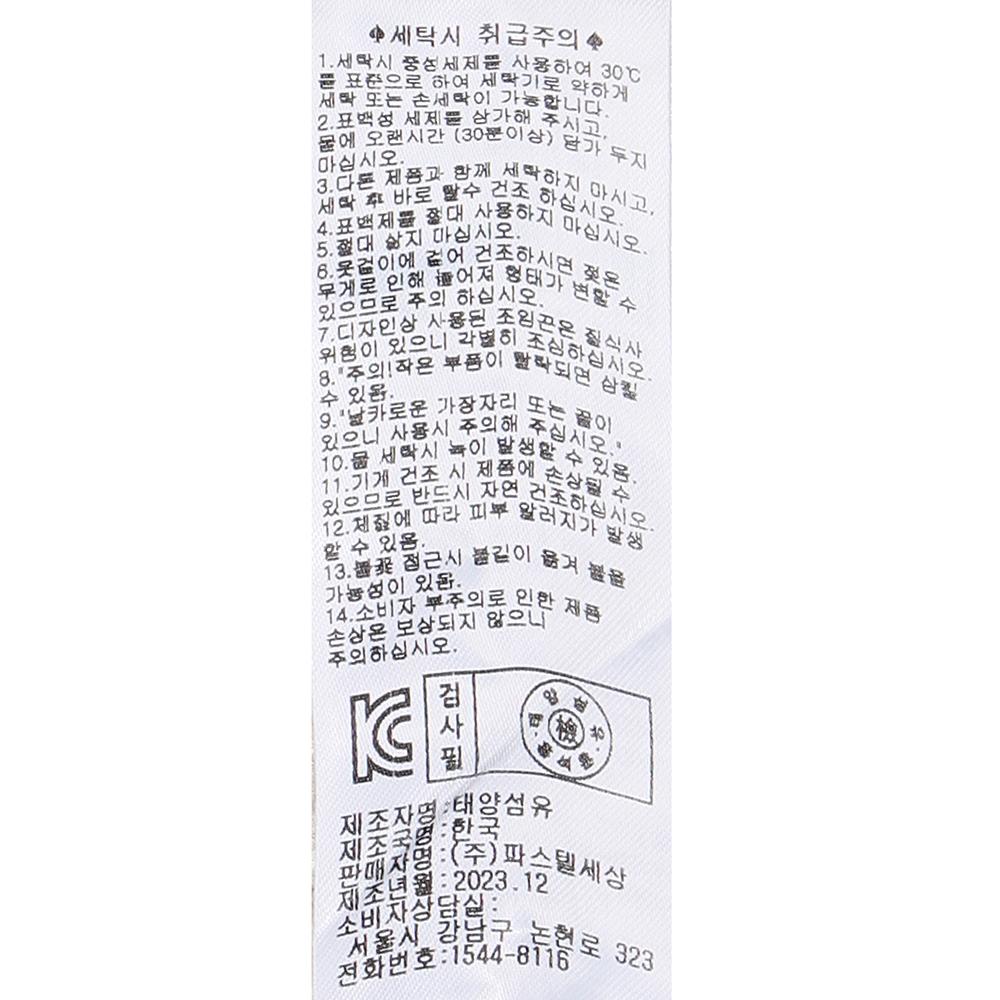 ♠세탁시 취급주의♠
1.세탁시 중성세제를 사용하여 30℃
를 표준으로 하여 세탁기로 약하게
세탁 또는 손세탁이 가능합니다.
2.표백성 세제를 삼가해 주시고,
물에 오랜시간 (30분이상) 담가 두지
마십시오.
3.다른 제품과 함께 세탁하지 마시고,
세탁 후 바로 탈수 건조 하십시오.
4.표백제를 절대 사용하지 마십시오.
5.절대 삶지 마십시오.
6.옷걸이에 걸어 건조하시면 젖은
무게로 인해 늘어져 형태가 변할 수
있으므로 주의 하십시오.
7.디자인상 사용된 조임끈은 질식사
위험이 있으니 각별히 조심하십시오.
8."주의!작은 부품이 탈락되면 삼킬
수 있음.
9."날카로운 가장자리 또는 끝이
있으니 사용시 주의해 주십시오."
10.물 세탁시 녹이 발생할 수 있음.
11.기계 건조 시 제품에 손상될 수
있으므로 반드시 자연 건조하십시오.
12.체질에 따라 피부 알러지가 발생
할 수 있음.
13.불꽃 접근시 불길이 옮겨 붙을
가능성이 있음.
14.소비자 부주의로 인한 제품
손상은 보상되지 않으니
주의하십시오.
KC
검사필
태양섬유
檢
제조자명:태양섬유
제조국명:한국
판매자명:(주)파스텔세상
제조년월:2023.12
소비자상담실:
서울시 강남구 논현로 323
전화번호:1544-8116